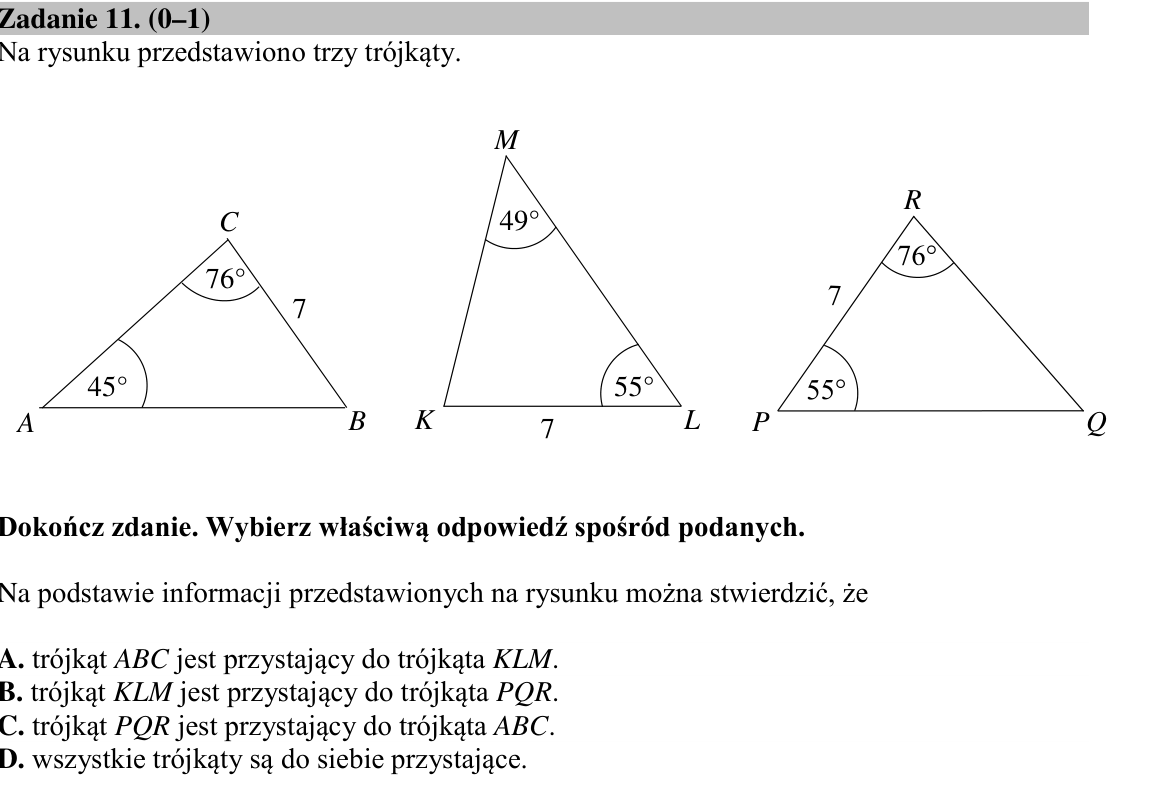 Zadanie 11. (0–1)
Na rysunku przedstawiono trzy trójkąty.
M
R
C
49°
76°
76°
7
7
45°
55°
55°
A
B
K
7
L
P
Q
Dokończ zdanie. Wybierz właściwą odpowiedź spośród podanych.
Na podstawie informacji przedstawionych na rysunku można stwierdzić, że
A. trójkąt ABC jest przystający do trójkąta KLM.
B. trójkąt KLM jest przystający do trójkąta PQR.
C. trójkąt PQR jest przystający do trójkąta ABC.
D. wszystkie trójkąty są do siebie przystające.